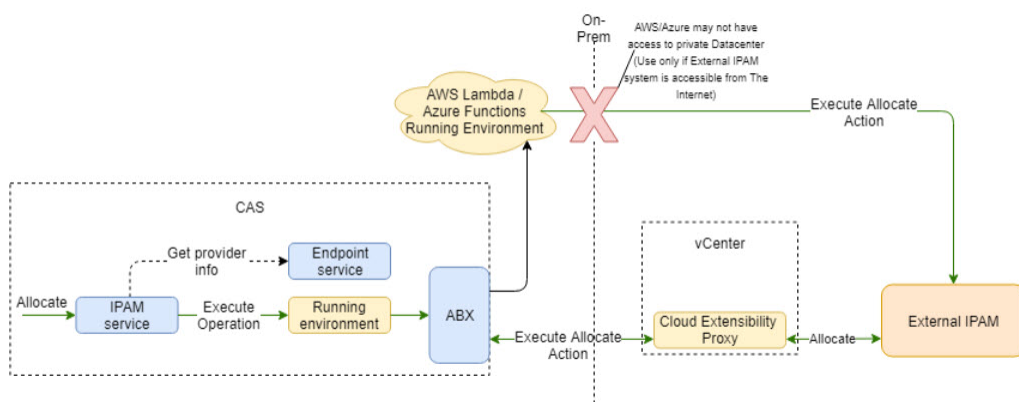 On-
Prem
AWS/Azure may not have
access to private Datacenter
(Use only if External IPAM
system is accessible from The
Internet)
AWS Lambda /
Azure Functions
Running Environment
Execute Allocate
Action
CAS
Get provider
info
Endpoint
service
vCenter
Allocate
IPAM
service
Execute
Operation
Running
environment
ABX
Execute Allocate
Action
Cloud Extensibility
Proxy
Allocate
External IPAM